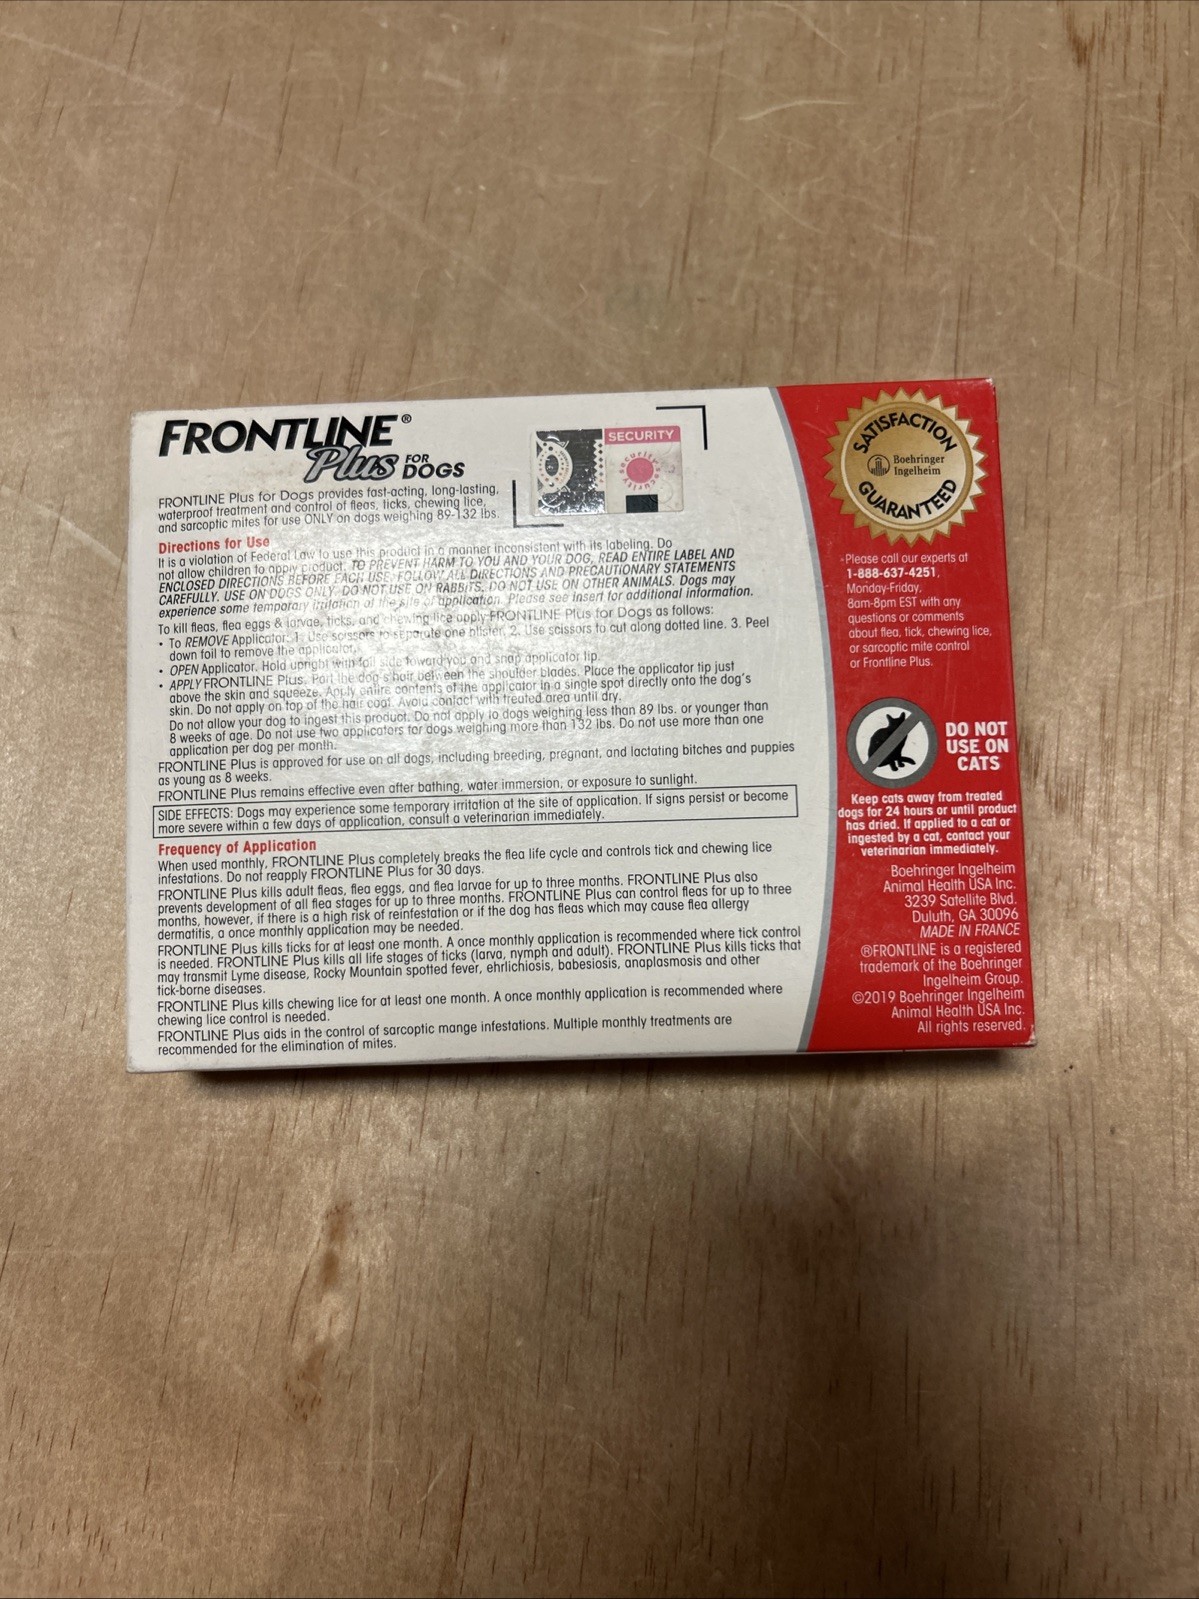 FRONTLINE®
Plus FOR DOGS
SECURITY
FRONTLINE Plus for Dogs provides fast-acting, long-lasting,
waterproof treatment and control of fleas, ticks, chewing lice,
and sarcoptic mites for use ONLY on dogs weighing 89-132 lbs.
Directions for Use
It is a violation of Federal Law to use this product in a manner inconsistent with its labeling. Do
not allow children to apply product. TO PREVENT HARM TO YOU AND YOUR DOG, READ ENTIRE LABEL AND
ENCLOSED DIRECTIONS BEFORE EACH USE. FOLLOW ALL DIRECTIONS AND PRECAUTIONARY STATEMENTS
CAREFULLY. USE ON DOGS ONLY. DO NOT USE ON RABBITS. DO NOT USE ON OTHER ANIMALS. Dogs may
experience some temporary irritation at the site of application. Please see insert for additional information.
To kill fleas, flea eggs & larvae, ticks, and chewing lice apply FRONTLINE Plus for Dogs as follows:
• To REMOVE Applicator: 1. Use scissors to separate one blister, 2. Use scissors to cut along dotted line. 3. Peel
down foil to remove the applicator.
• OPEN Applicator. Hold upright with foil side toward you and snap applicator tip.
• APPLY FRONTLINE Plus. Part the dog's hair between the shoulder blades. Place the applicator tip just
above the skin and squeeze. Apply entire contents of the applicator in a single spot directly onto the dog's
skin. Do not apply on top of the hair coat. Avoid contact with treated area until dry.
Do not allow your dog to ingest this product. Do not apply to dogs weighing less than 89 lbs. or younger than
8 weeks of age. Do not use two applicators for dogs weighing more than 132 lbs. Do not use more than one
application per dog per month.
FRONTLINE Plus is approved for use on all dogs, including breeding, pregnant, and lactating bitches and puppies
as young as 8 weeks.
FRONTLINE Plus remains effective even after bathing, water immersion, or exposure to sunlight.
SIDE EFFECTS: Dogs may experience some temporary irritation at the site of application. If signs persist or become
more severe within a few days of application, consult a veterinarian immediately.
Frequency of Application
When used monthly, FRONTLINE Plus completely breaks the flea life cycle and controls tick and chewing lice
infestations. Do not reapply FRONTLINE Plus for 30 days.
FRONTLINE Plus kills adult fleas, flea eggs, and flea larvae for up to three months. FRONTLINE Plus also
prevents development of all flea stages for up to three months. FRONTLINE Plus can control fleas for up to three
months, however, if there is a high risk of reinfestation or if the dog has fleas which may cause flea allergy
dermatitis, a once monthly application may be needed.
FRONTLINE Plus kills ticks for at least one month. A once monthly application is recommended where tick control
is needed. FRONTLINE Plus kills all life stages of ticks (larva, nymph and adult). FRONTLINE Plus kills ticks that
may transmit Lyme disease, Rocky Mountain spotted fever, ehrlichiosis, babesiosis, anaplasmosis and other
tick-borne diseases.
FRONTLINE Plus kills chewing lice for at least one month. A once monthly application is recommended where
chewing lice control is needed.
FRONTLINE Plus aids in the control of sarcoptic mange infestations. Multiple monthly treatments are
recommended for the elimination of mites.
SATISFACTION
Boehringer
Ingelheim
GUARANTEED
Please call our experts at
1-888-637-4251,
Monday-Friday,
8am-8pm EST with any
questions or comments
about flea, tick, chewing lice,
or sarcoptic mite control
or Frontline Plus.
DO NOT
USE ON
CATS
Keep cats away from treated
dogs for 24 hours or until product
has dried. If applied to a cat or
ingested by a cat, contact your
veterinarian immediately.
Boehringer Ingelheim
Animal Health USA Inc.
3239 Satellite Blvd.
Duluth, GA 30096
MADE IN FRANCE
®FRONTLINE is a registered
trademark of the Boehringer
Ingelheim Group.
©2019 Boehringer Ingelheim
Animal Health USA Inc.
All rights reserved.